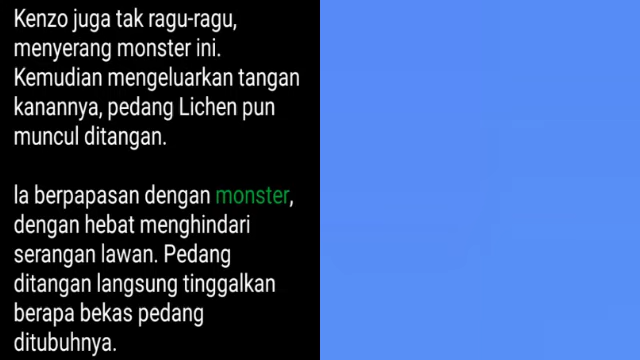 Kenzo juga tak ragu-ragu,
menyerang monster ini.
Kemudian mengeluarkan tangan
kanannya, pedang Lichen pun
muncul ditangan.
Ia berpapasan dengan monster,
dengan hebat menghindari
serangan lawan. Pedang
ditangan langsung tinggalkan
berapa bekas pedang
ditubuhnya.